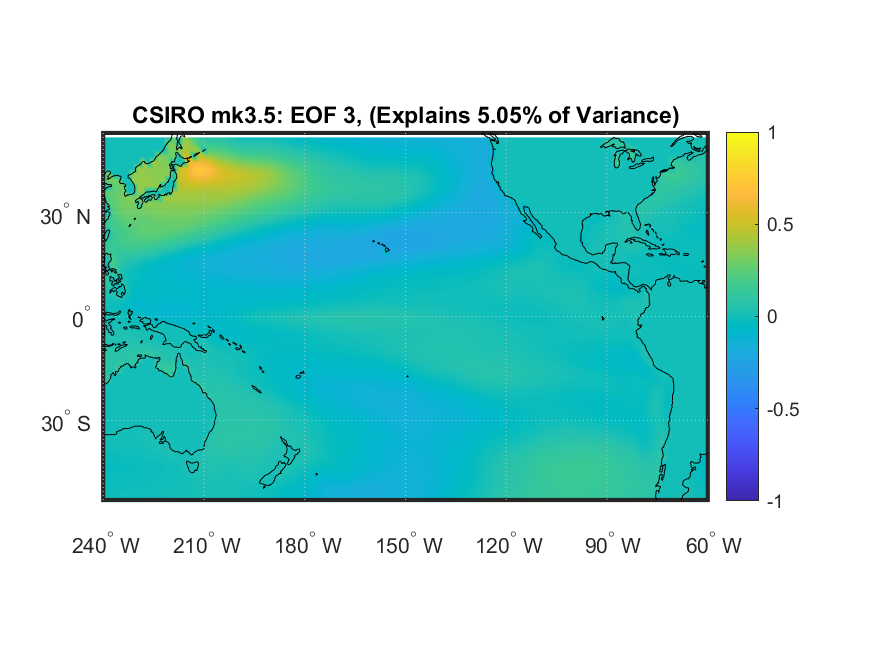 CSIRO mk3.5: EOF 3, (Explains 5.05% of Variance)
30° N
0°
30° S
240° W 210° W 180° W 150° W 120° W 90° W 60° W
1
0.5
0
-0.5
-1